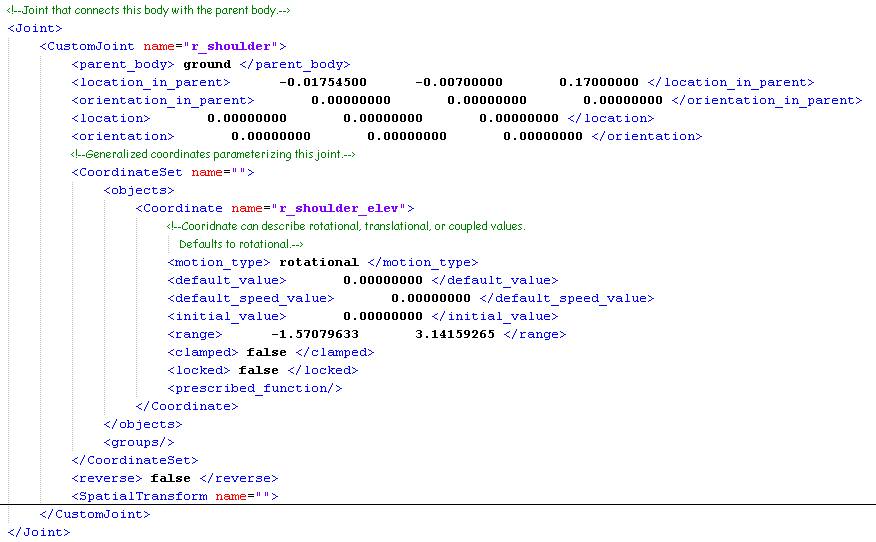 <!--Joint that connects this body with the parent body.-->
<Joint>
<CustomJoint name="r_shoulder">
<parent_body> ground </parent_body>
<location_in_parent> -0.01754500 -0.00700000 0.17000000 </location_in_parent>
<orientation_in_parent> 0.00000000 0.00000000 0.00000000 </orientation_in_parent>
<location> 0.00000000 0.00000000 0.00000000 </location>
<orientation> 0.00000000 0.00000000 0.00000000 </orientation>
<!--Generalized coordinates parameterizing this joint.-->
<CoordinateSet name="">
<objects>
<Coordinate name="r_shoulder_elev">
<!--Cooridnate can describe rotational, translational, or coupled values.
Defaults to rotational.-->
<motion_type> rotational </motion_type>
<default_value> 0.00000000 </default_value>
<default_speed_value> 0.00000000 </default_speed_value>
<initial_value> 0.00000000 </initial_value>
<range> -1.57079633 3.14159265 </range>
<clamped> false </clamped>
<locked> false </locked>
<prescribed_function/>
</Coordinate>
</objects>
<groups/>
</CoordinateSet>
<reverse> false </reverse>
<SpatialTransform name="">
</CustomJoint>
</Joint>